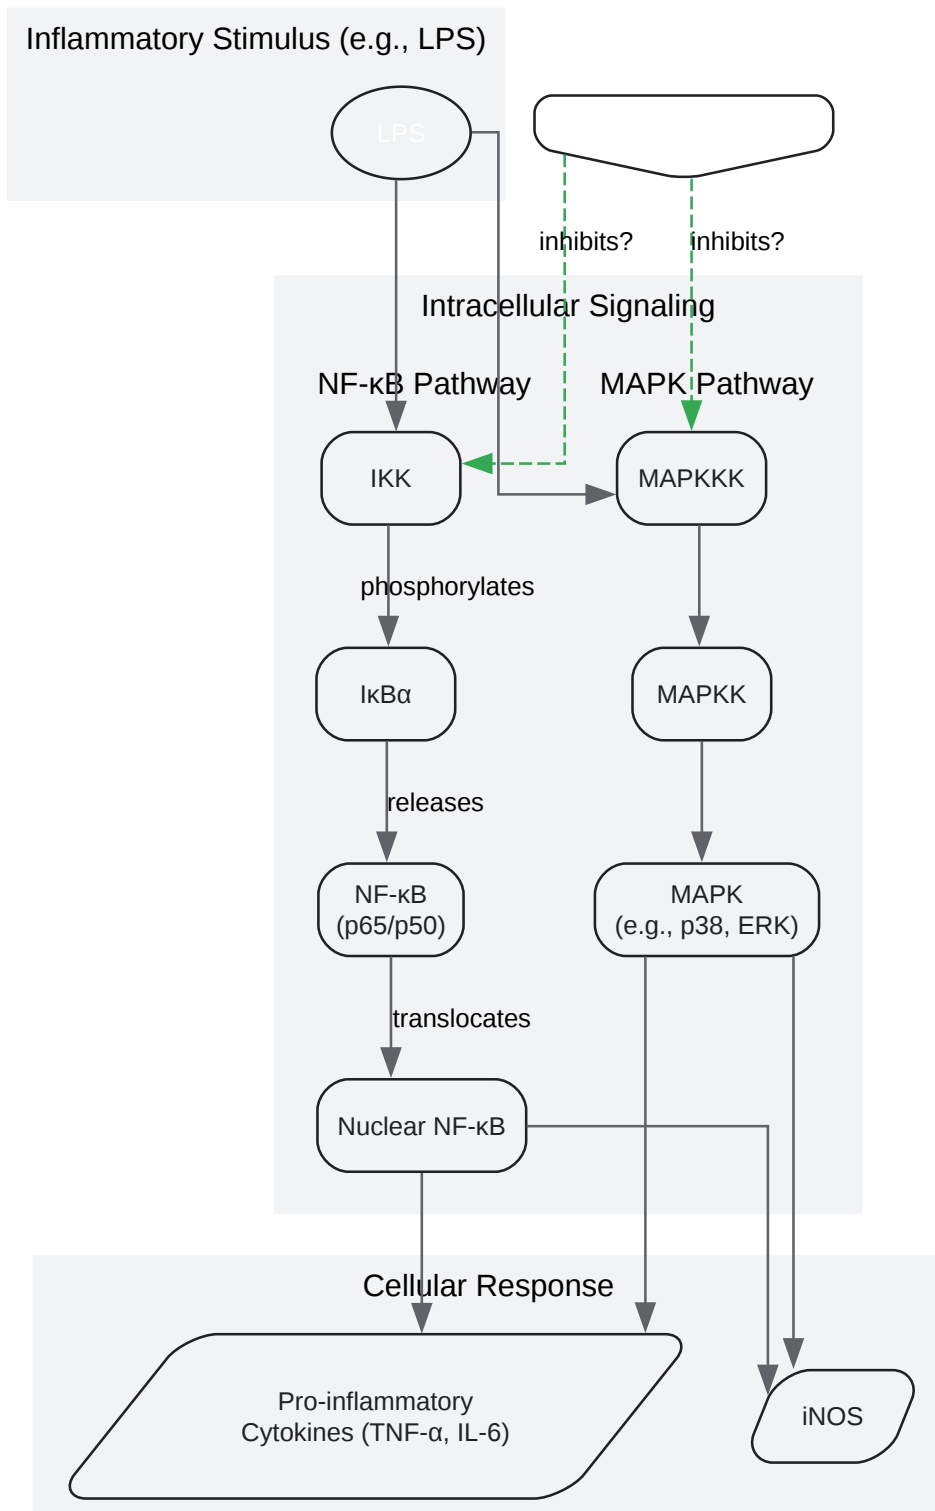 Inflammatory Stimulus (e.g., LPS)
LPS
inhibits?
inhibits?
Intracellular Signaling
NF-κB Pathway
MAPK Pathway
IKK
MAPKKK
phosphorylates
IκBα
MAPKK
releases
NF-κB
(p65/p50)
MAPK
(e.g., p38, ERK)
translocates
Nuclear NF-κB
Cellular Response
Pro-inflammatory
Cytokines (TNF-α, IL-6)
iNOS